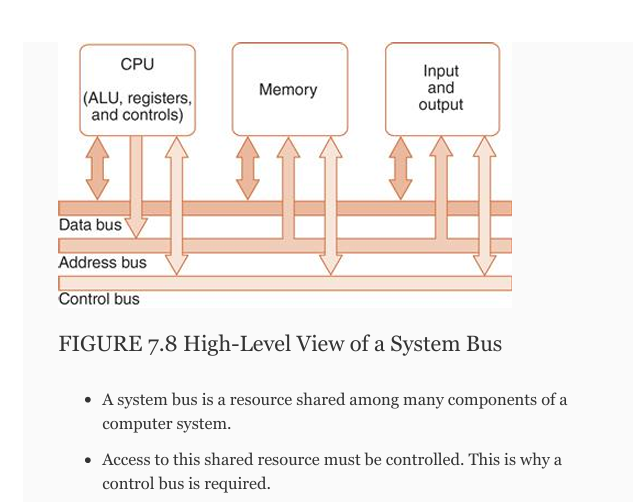 CPU
(ALU, registers,
and controls)
Memory
Input
and
output
Data bus
Address bus
Control bus
FIGURE 7.8 High-Level View of a System Bus
• A system bus is a resource shared among many components of a
computer system.
• Access to this shared resource must be controlled. This is why a
control bus is required.